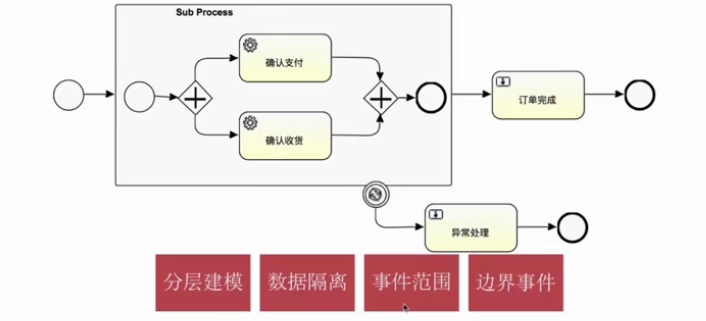 Sub Process
确认支付
确认收货
订单完成
异常处理
分层建模 数据隔离 事件范围 边界事件